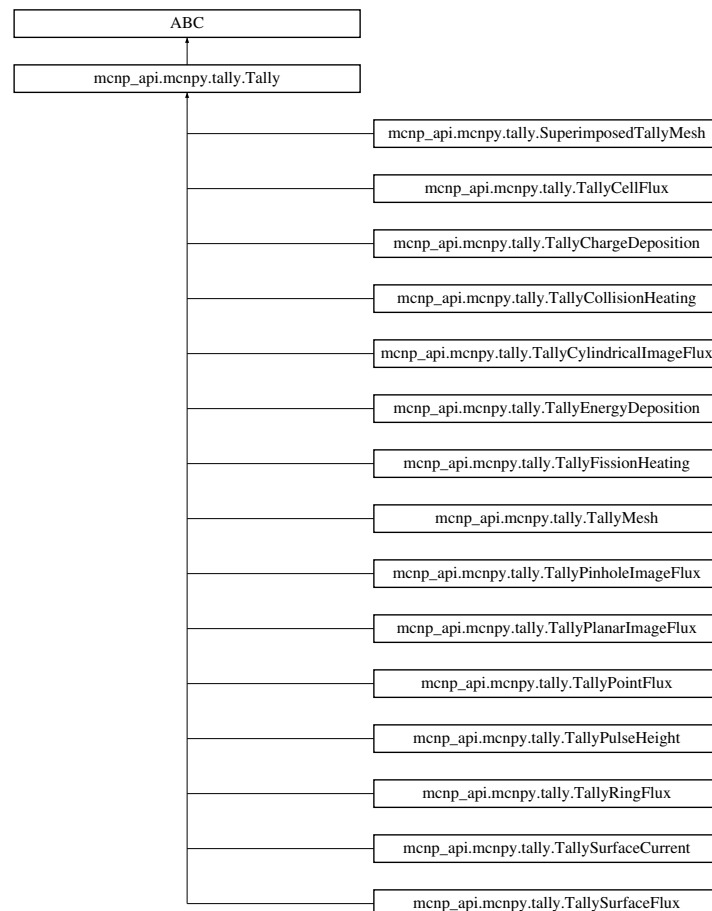 ABC
mcnp_api.mcnpy.tally.Tally
mcnp_api.mcnpy.tally.SuperimposedTallyMesh
mcnp_api.mcnpy.tally.TallyCellFlux
mcnp_api.mcnpy.tally.TallyChargeDeposition
mcnp_api.mcnpy.tally.TallyCollisionHeating
mcnp_api.mcnpy.tally.TallyCylindricalImageFlux
mcnp_api.mcnpy.tally.TallyEnergyDeposition
mcnp_api.mcnpy.tally.TallyFissionHeating
mcnp_api.mcnpy.tally.TallyMesh
mcnp_api.mcnpy.tally.TallyPinholeImageFlux
mcnp_api.mcnpy.tally.TallyPlanarImageFlux
mcnp_api.mcnpy.tally.TallyPointFlux
mcnp_api.mcnpy.tally.TallyPulseHeight
mcnp_api.mcnpy.tally.TallyRingFlux
mcnp_api.mcnpy.tally.TallySurfaceCurrent
mcnp_api.mcnpy.tally.TallySurfaceFlux